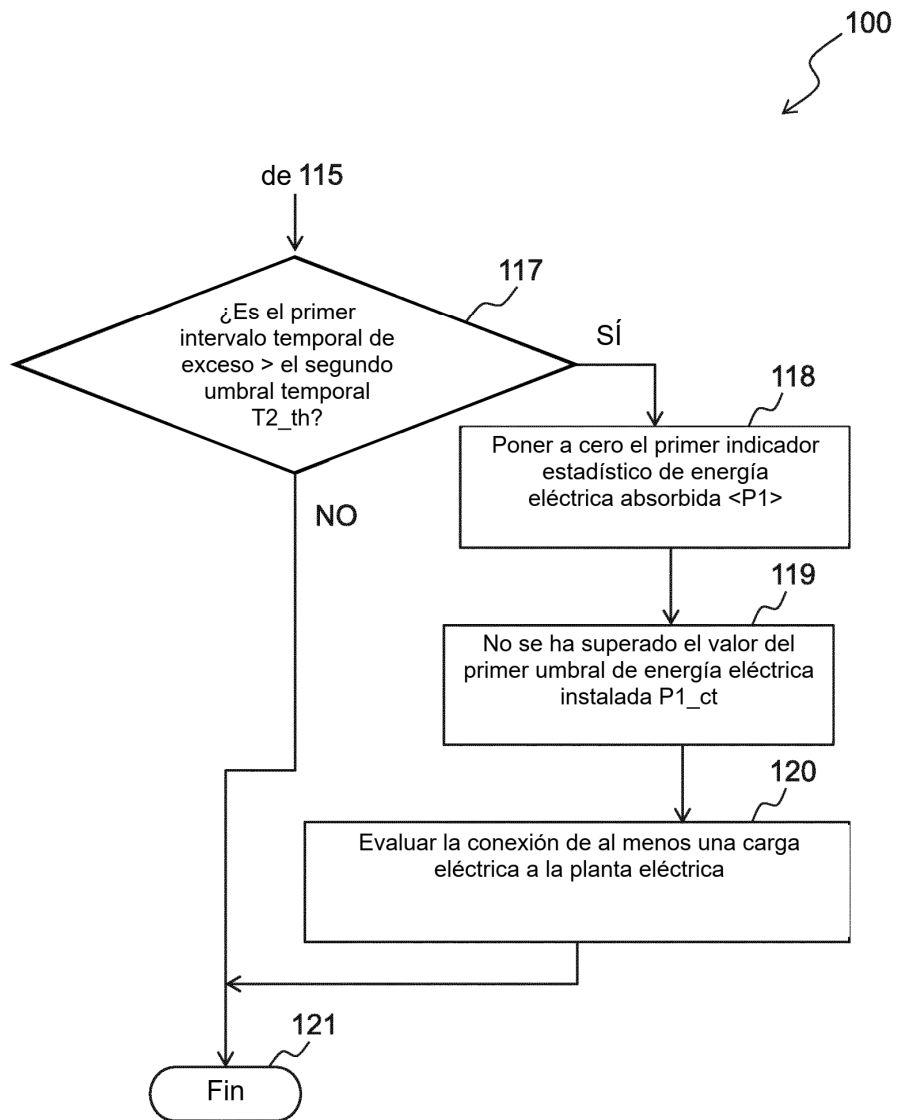 100
de 115
117
¿Es el primer
intervalo temporal de
exceso > el segundo
umbral temporal
T2_th?
SÍ
118
Poner a cero el primer indicador
estadístico de energía
eléctrica absorbida <P1>
NO
119
No se ha superado el valor del
primer umbral de energía eléctrica
instalada P1_ct
120
Evaluar la conexión de al menos una carga
eléctrica a la planta eléctrica
121
Fin